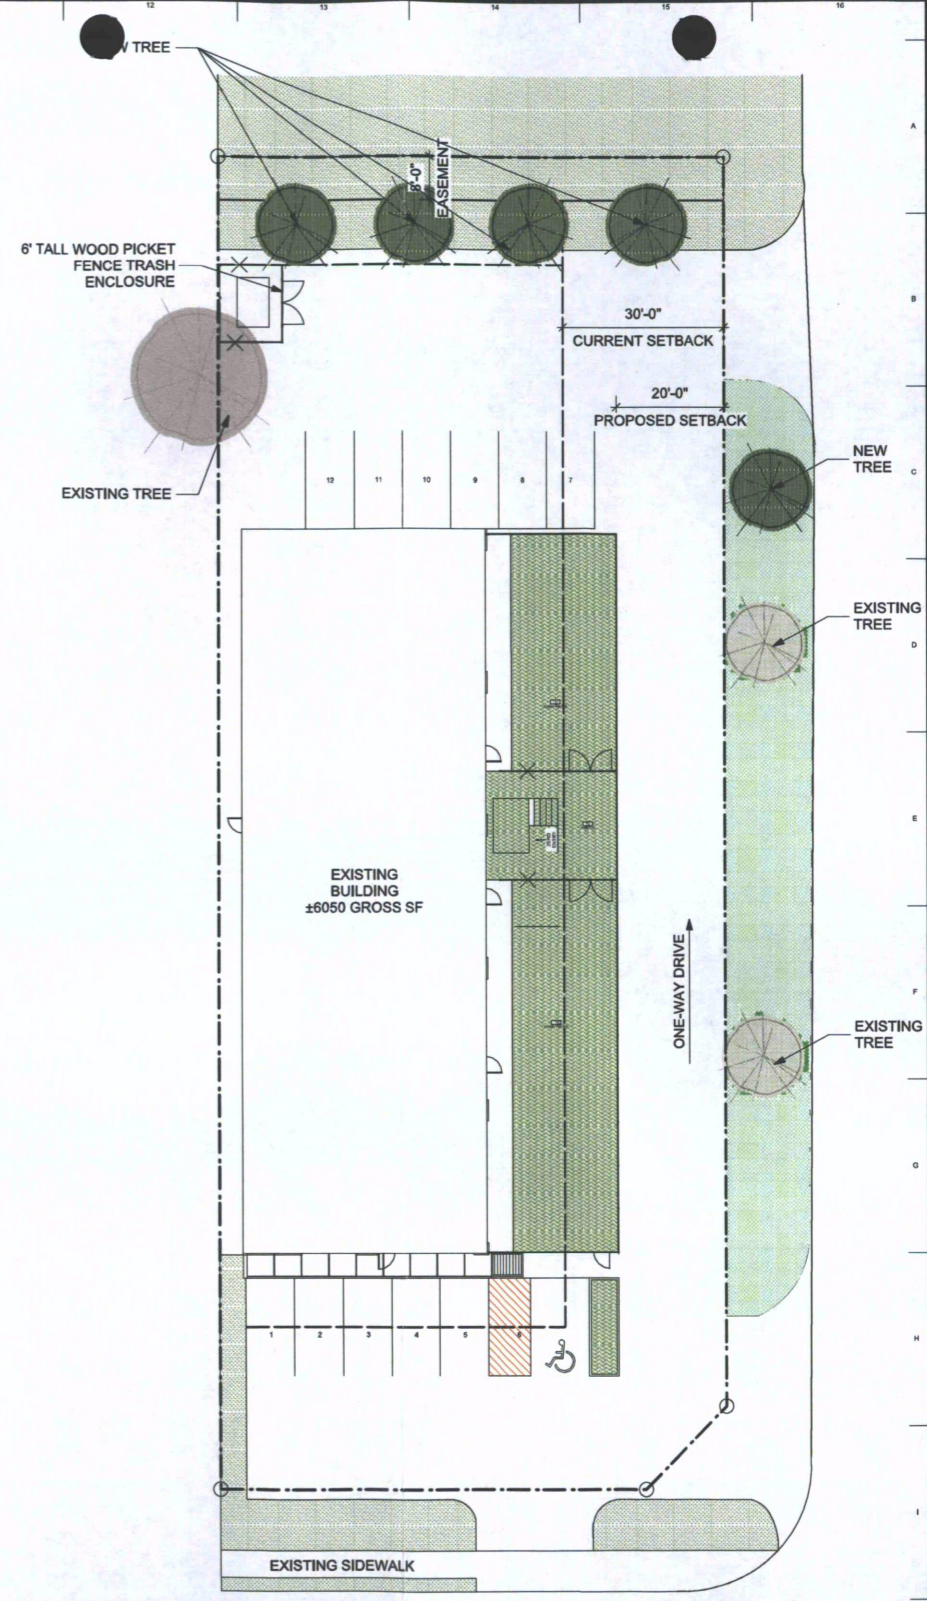 12 13 14 15 16
TREE
A
8'-0"
EASEMENT
6' TALL WOOD PICKET
FENCE TRASH
ENCLOSURE
B
30'-0"
CURRENT SETBACK
20'-0"
PROPOSED SETBACK
NEW
TREE
C
12 11 10 9 8 7
EXISTING TREE
EXISTING
TREE
D
E
EXISTING
BUILDING
±6050 GROSS SF
ONE-WAY DRIVE
F
EXISTING
TREE
G
1 2 3 4 5 6
H
I
EXISTING SIDEWALK